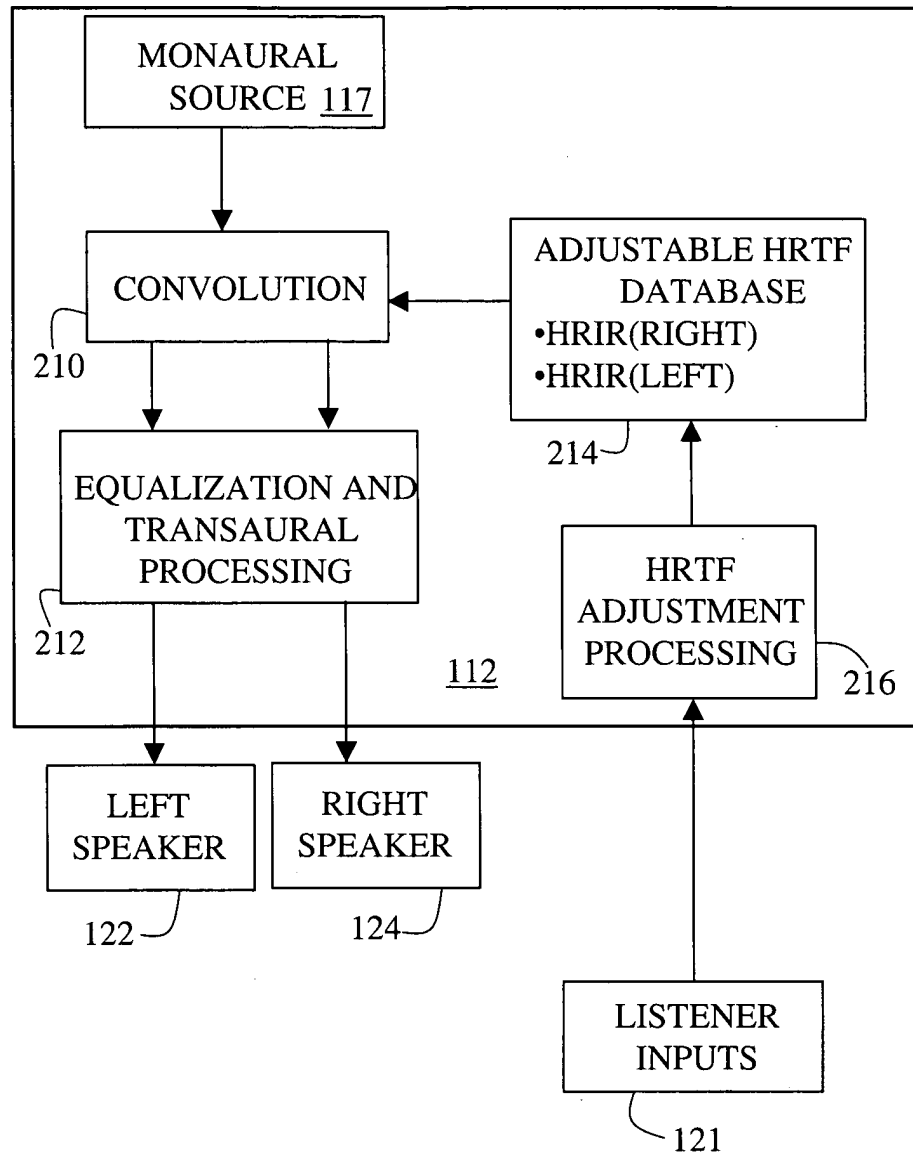 MONAURAL
SOURCE 117
CONVOLUTION
210
ADJUSTABLE HRTF
DATABASE
•HRIR(RIGHT)
•HRIR(LEFT)
214
EQUALIZATION AND
TRANSAURAL
PROCESSING
212
HRTF
ADJUSTMENT
PROCESSING
216
112
LEFT
SPEAKER
122
RIGHT
SPEAKER
124
LISTENER
INPUTS
121